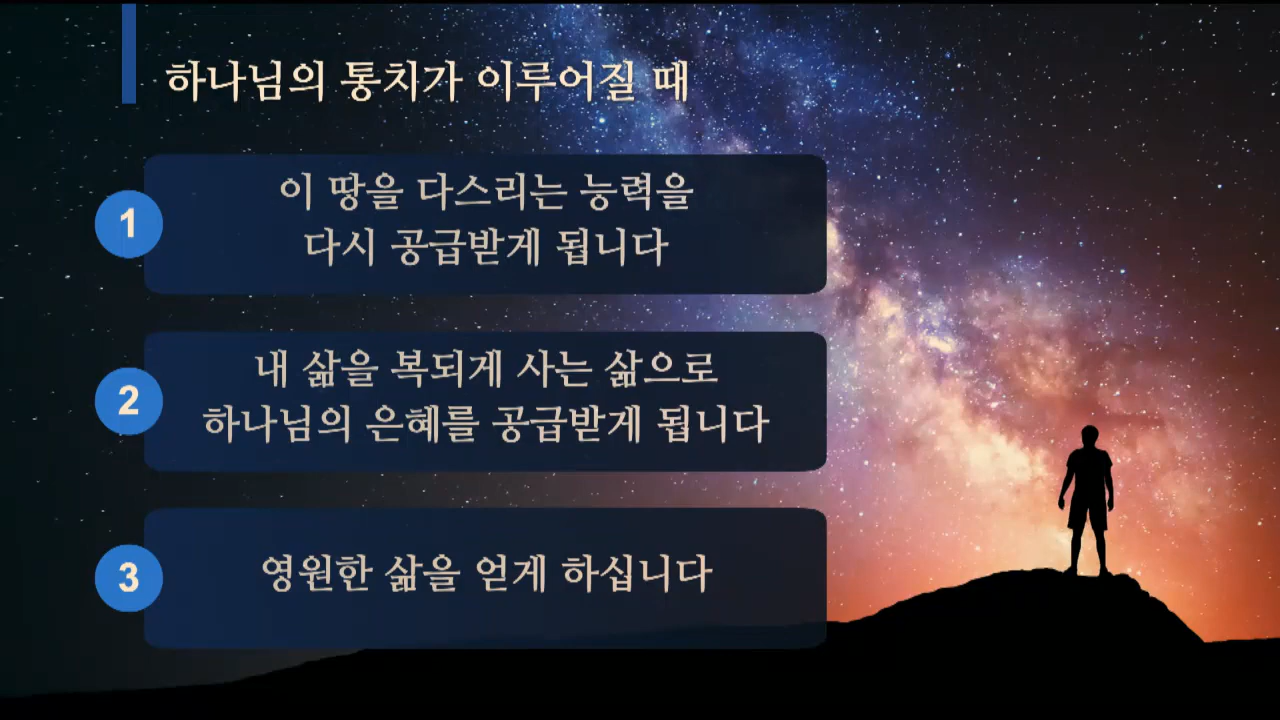 하나님의 통치가 이루어질 때
1
이 땅을 다스리는 능력을
다시 공급받게 됩니다
2
내 삶을 복되게 사는 삶으로
하나님의 은혜를 공급받게 됩니다
3
영원한 삶을 얻게 하십니다